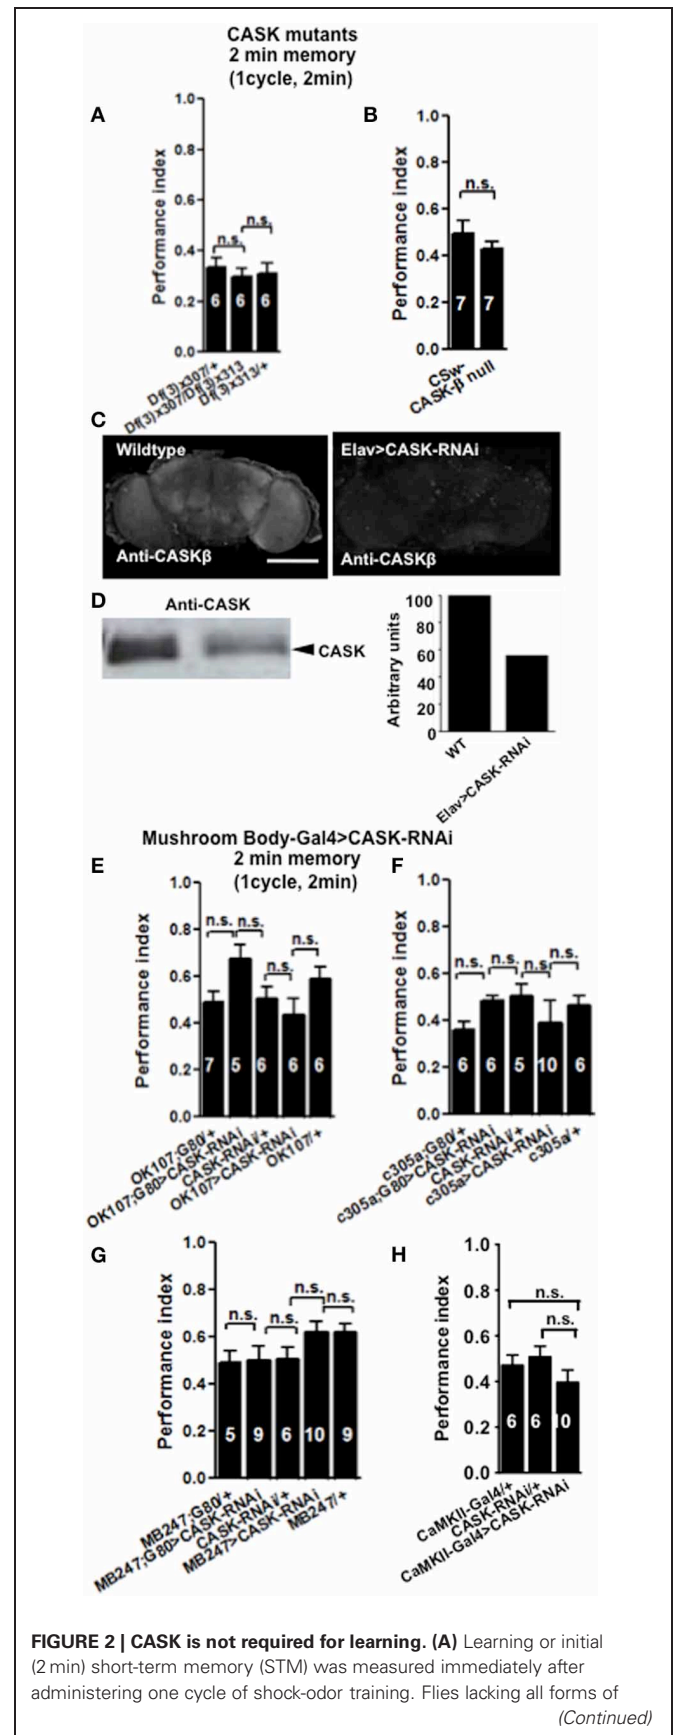 CASK mutants
2 min memory
(1cycle, 2min)
A
Performance index
1.0
0.8
0.6
0.4
0.2
0.0
n.s.
n.s.
6
6
6
Df(3)x307/+
Df(3)x307/Df(3)x313
Df(3)x313/+
B
Performance index
1.0
0.8
0.6
0.4
0.2
0.0
n.s.
7
7
CSw-
CASK-β null
C
Wildtype
Anti-CASKβ
Elav>CASK-RNAi
Anti-CASKβ
D
Anti-CASK
CASK
Arbitrary units
100
80
60
40
20
0
WT
Elav>CASK-RNAi
Mushroom Body-Gal4>CASK-RNAi
2 min memory
(1cycle, 2min)
E
Performance index
1.0
0.8
0.6
0.4
0.2
0.0
n.s.
n.s.
n.s.
n.s.
7
5
6
6
6
OK107;G80/+
OK107;G80>CASK-RNAi
CASK-RNAi/+
OK107>CASK-RNAi
OK107/+
F
Performance index
1.0
0.8
0.6
0.4
0.2
0.0
n.s.
n.s.
n.s.
n.s.
6
6
5
10
6
c305a;G80/+
c305a;G80>CASK-RNAi
CASK-RNAi/+
c305a>CASK-RNAi
c305a/+
G
Performance index
1.0
0.8
0.6
0.4
0.2
0.0
n.s.
n.s.
n.s.
n.s.
5
9
6
10
9
MB247;G80/+
MB247;G80>CASK-RNAi
CASK-RNAi/+
MB247>CASK-RNAi
MB247/+
H
Performance index
1.0
0.8
0.6
0.4
0.2
0.0
n.s.
n.s.
6
6
10
CaMKII-Gal4/+
CASK-RNAi/+
CaMKII-Gal4>CASK-RNAi
FIGURE 2 | CASK is not required for learning. (A) Learning or initial
(2 min) short-term memory (STM) was measured immediately after
administering one cycle of shock-odor training. Flies lacking all forms of
(Continued)